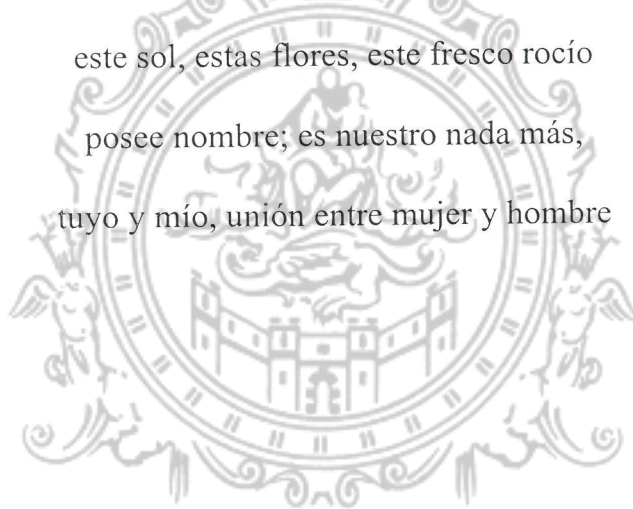 este sol, estas flores, este fresco rocío
posee nombre; es nuestro nada más,
tuyo y mío, unión entre mujer y hombre